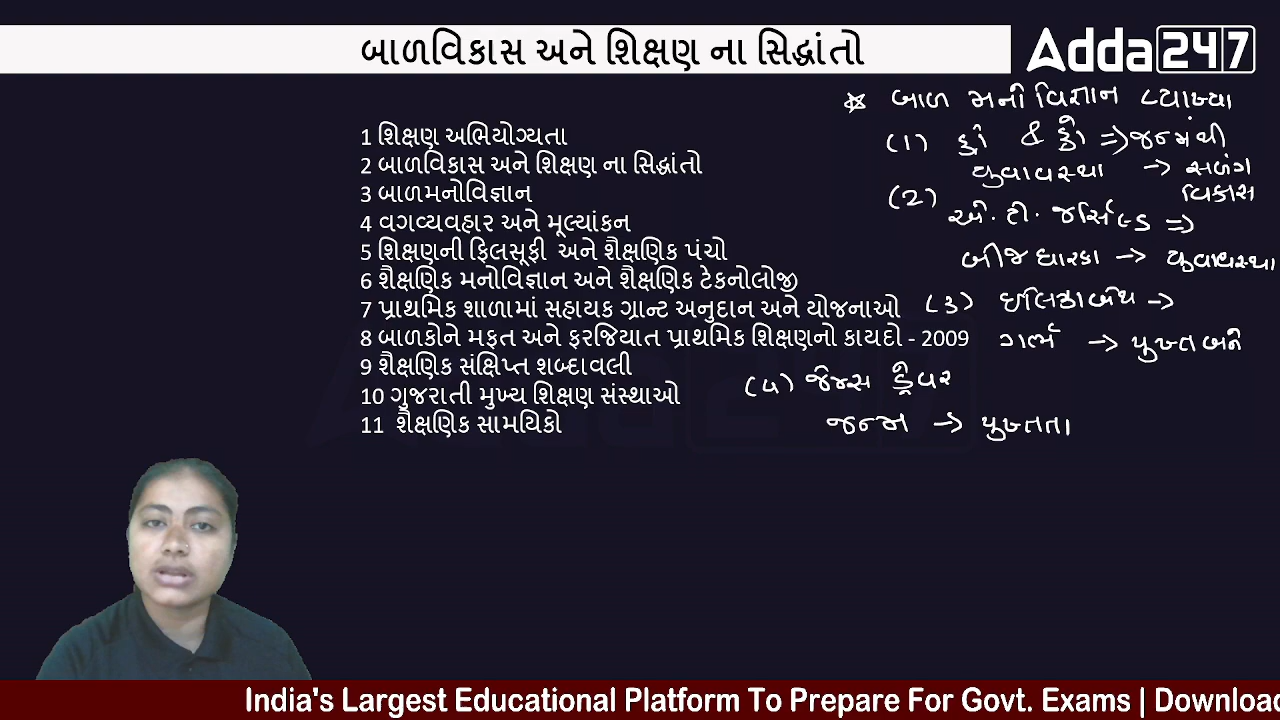 બાળવિકાસ અને શિક્ષણ ના સિદ્ધાંતો
Adda247
1 શિક્ષણ અભિયોગ્યતા
2 બાળવિકાસ અને શિક્ષણ ના સિદ્ધાંતો
3 બાળમનોવિજ્ઞાન
4 વગવ્યવહાર અને મૂલ્યાંકન
5 શિક્ષણની ફિલસૂફી અને શૈક્ષણિક પંચો
6 શૈક્ષણિક મનોવિજ્ઞાન અને શૈક્ષણિક ટેકનોલોજી
7 પ્રાથમિક શાળામાં સહાયક ગ્રાન્ટ અનુદાન અને યોજનાઓ
8 બાળકોને મફત અને ફરજિયાત પ્રાથમિક શિક્ષણનો કાયદો - 2009
9 શૈક્ષણિક સંક્ષિપ્ત શબ્દાવલી
10 ગુજરાતી મુખ્ય શિક્ષણ સંસ્થાઓ
11 શૈક્ષણિક સામયિકો
બાળ મનોવિજ્ઞાન વ્યાખ્યા
(1) ક્રો & ક્રો => જન્મથી
યુવાવસ્થા -> સળંગ
વિકાસ
(2) એ. ટી. જર્સિલ્ડ =>
બીજ ધારણા -> યુવાવસ્થા
(3) ->
ગર્ભ -> પુખ્ત બને
(4) જેમ્સ ડ્રેવર
જન્મ -> પુખ્તતા
India's Largest Educational Platform To Prepare For Govt. Exams | Download